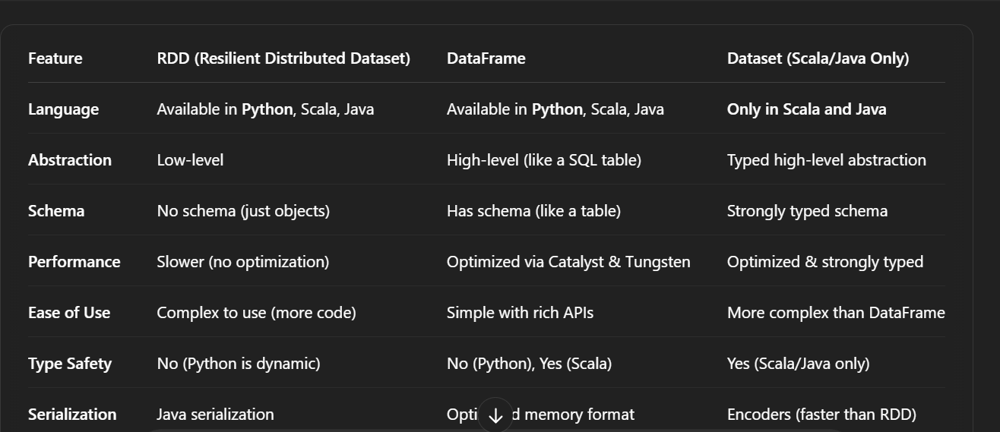 Feature RDD (Resilient Distributed Dataset) DataFrame Dataset (Scala/Java Only)
Language Available in Python, Scala, Java Available in Python, Scala, Java Only in Scala and Java
Abstraction Low-level High-level (like a SQL table) Typed high-level abstraction
Schema No schema (just objects) Has schema (like a table) Strongly typed schema
Performance Slower (no optimization) Optimized via Catalyst & Tungsten Optimized & strongly typed
Ease of Use Complex to use (more code) Simple with rich APIs More complex than DataFrame
Type Safety No (Python is dynamic) No (Python), Yes (Scala) Yes (Scala/Java only)
Serialization Java serialization memory format Encoders (faster than RDD)